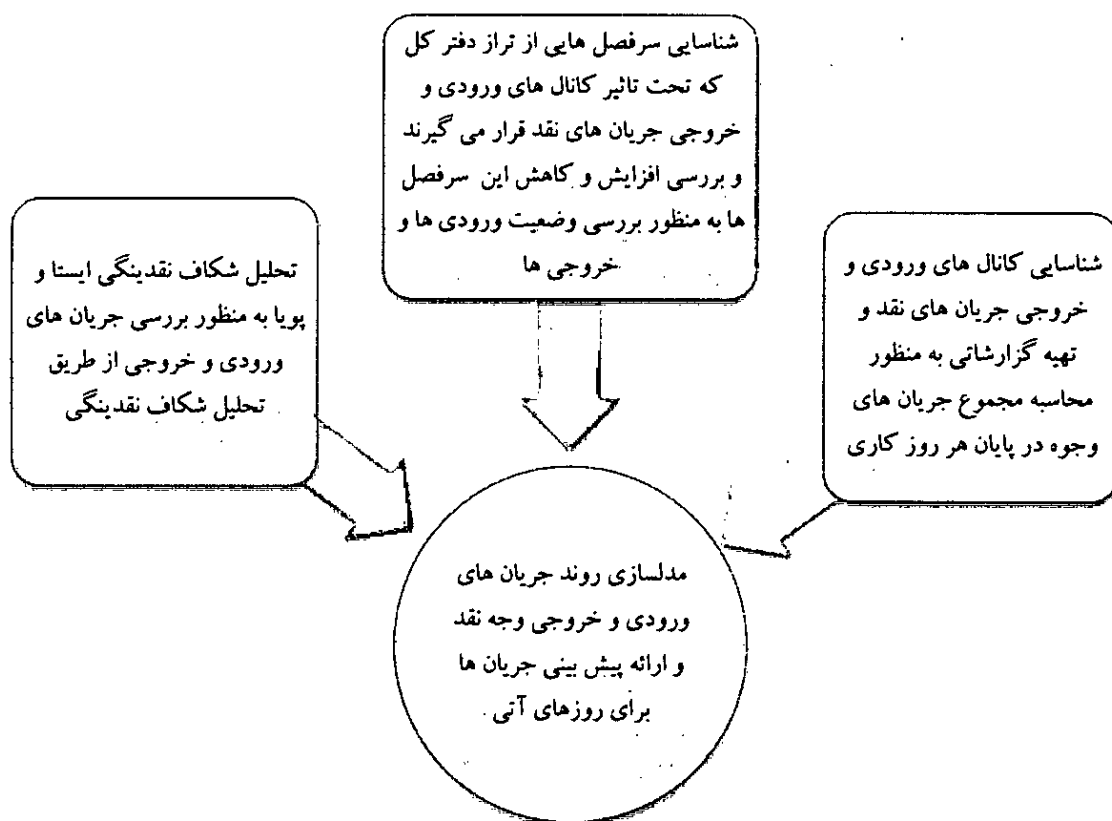 شناسایی سرفصل هایی از تراز دفتر کل
که تحت تاثیر کانال های ورودی و
خروجی جریان های نقد قرار می گیرند
و بررسی افزایش و کاهش این سرفصل
ها به منظور بررسی وضعیت ورودی ها و
خروجی ها
شناسایی کانال های ورودی و
خروجی جریان های نقد و
تهیه گزارشاتی به منظور
محاسبه مجموع جریان های
وجوه در پایان هر روز کاری
تحلیل شکاف نقدینگی ایستا و
پویا به منظور بررسی جریان های
ورودی و خروجی از طریق
تحلیل شکاف نقدینگی
مدلسازی روند جریان های
ورودی و خروجی وجه نقد
و ارائه پیش بینی جریان ها
برای روزهای آتی .